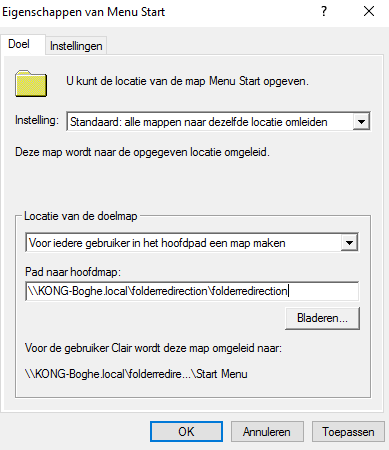 Eigenschappen van Menu Start
?
Doel
Instellingen
U kunt de locatie van de map Menu Start opgeven.
Instelling:
Standaard: alle mappen naar dezelfde locatie omleiden
Deze map wordt naar de opgegeven locatie omgeleid.
Locatie van de doelmap
Voor iedere gebruiker in het hoofdpad een map maken
Pad naar hoofdmap:
\\KONG-Boghe.local\folderredirection\folderredirection
Bladeren...
Voor de gebruiker Clair wordt deze map omgeleid naar:
\\KONG-Boghe.local\folderredire...\Start Menu
OK
Annuleren
Toepassen